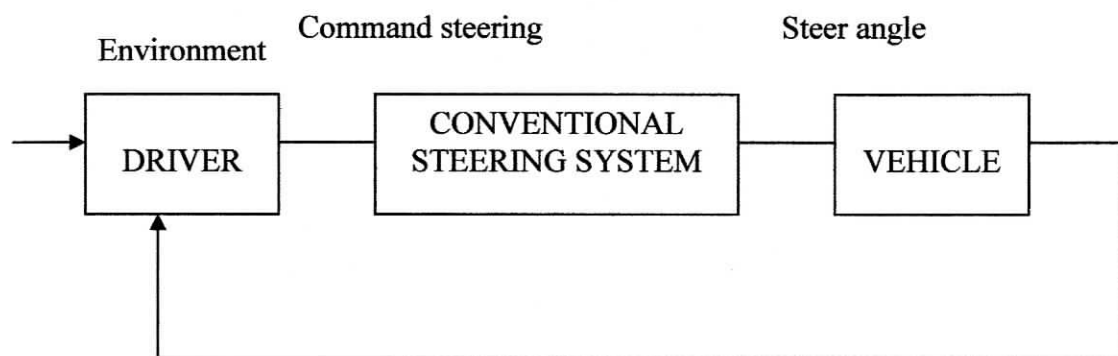 Command steering
Steer angle
Environment
CONVENTIONAL
STEERING SYSTEM
DRIVER
VEHICLE